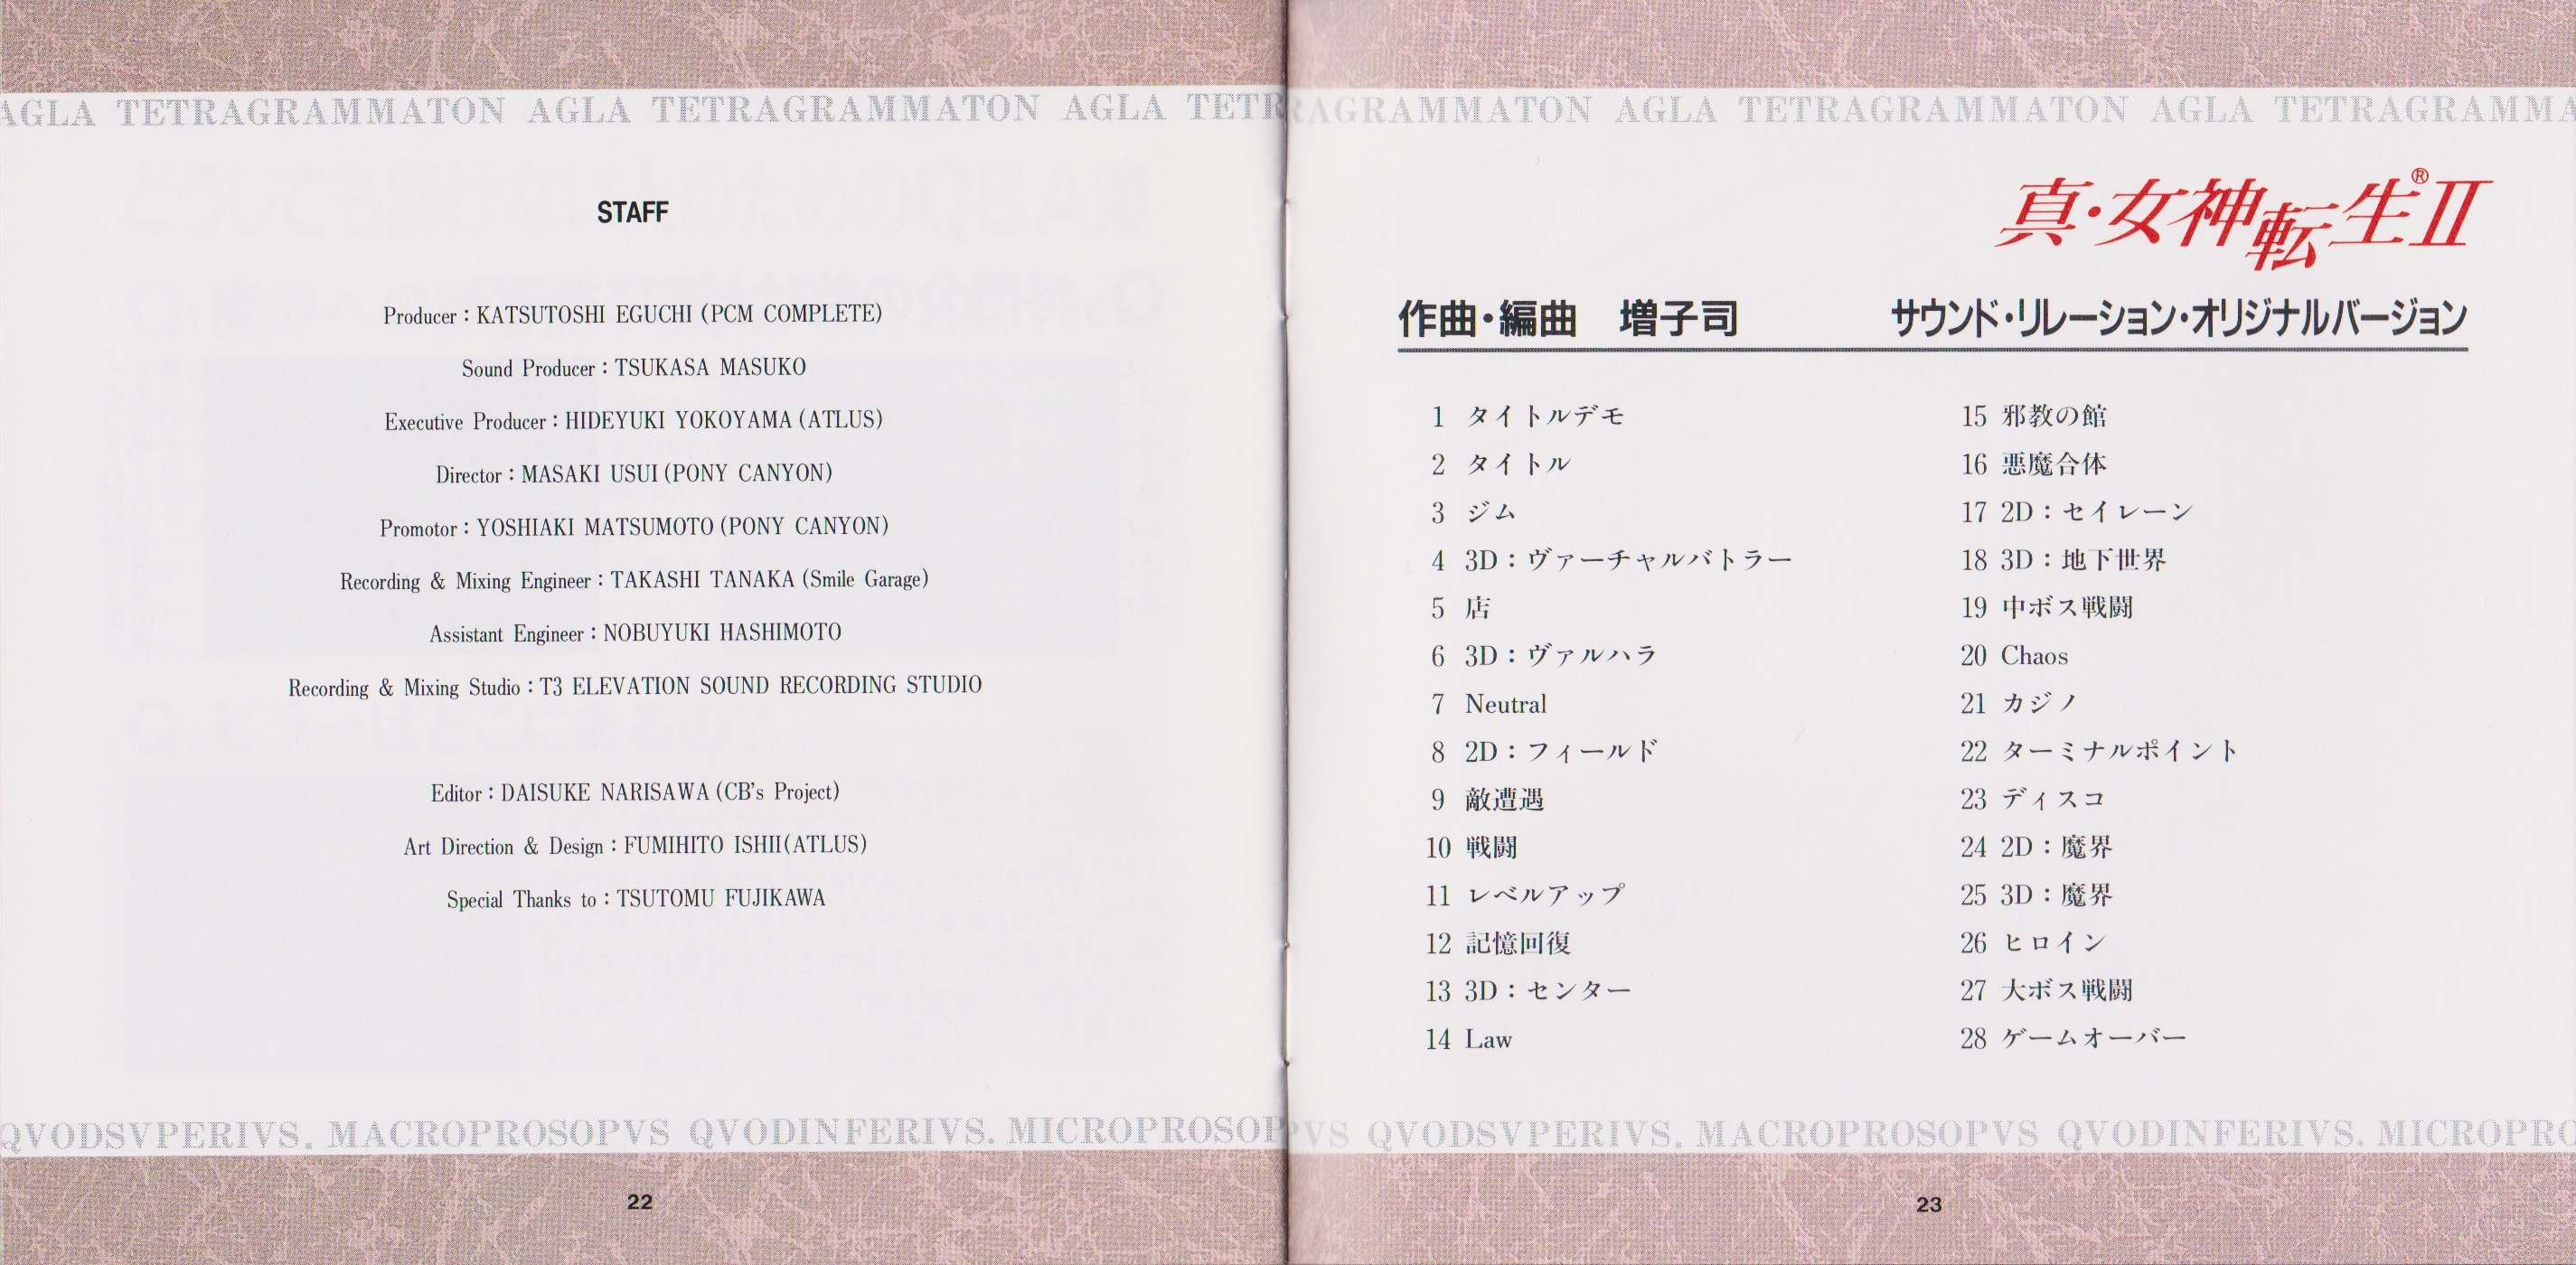 AGLA TETRAGRAMMATON AGLA TETRAGRAMMATON AGLA TETR
STAFF
Producer：KATSUTOSHI EGUCHI (PCM COMPLETE)
Sound Producer：TSUKASA MASUKO
Executive Producer：HIDEYUKI YOKOYAMA (ATLUS)
Director：MASAKI USUI (PONY CANYON)
Promotor：YOSHIAKI MATSUMOTO (PONY CANYON)
Recording & Mixing Engineer：TAKASHI TANAKA (Smile Garage)
Assistant Engineer：NOBUYUKI HASHIMOTO
Recording & Mixing Studio：T3 ELEVATION SOUND RECORDING STUDIO
Editor：DAISUKE NARISAWA (CB's Project)
Art Direction & Design：FUMIHITO ISHII(ATLUS)
Special Thanks to：TSUTOMU FUJIKAWA
QVODSVPERIVS. MACROPROSOPVS QVODINFERIVS. MICROPROSOP
22
RAGRAMMATON AGLA TETRAGRAMMATON AGLA TETRAGRAMMA
真・女神転生®II
作曲・編曲 増子司 サウンド・リレーション・オリジナルバージョン
1 タイトルデモ
2 タイトル
3 ジム
4 3D：ヴァーチャルバトラー
5 店
6 3D：ヴァルハラ
7 Neutral
8 2D：フィールド
9 敵遭遇
10 戦闘
11 レベルアップ
12 記憶回復
13 3D：センター
14 Law
15 邪教の館
16 悪魔合体
17 2D：セイレーン
18 3D：地下世界
19 中ボス戦闘
20 Chaos
21 カジノ
22 ターミナルポイント
23 ディスコ
24 2D：魔界
25 3D：魔界
26 ヒロイン
27 大ボス戦闘
28 ゲームオーバー
PVS QVODSVPERIVS. MACROPROSOPVS QVODINFERIVS. MICROPRO
23